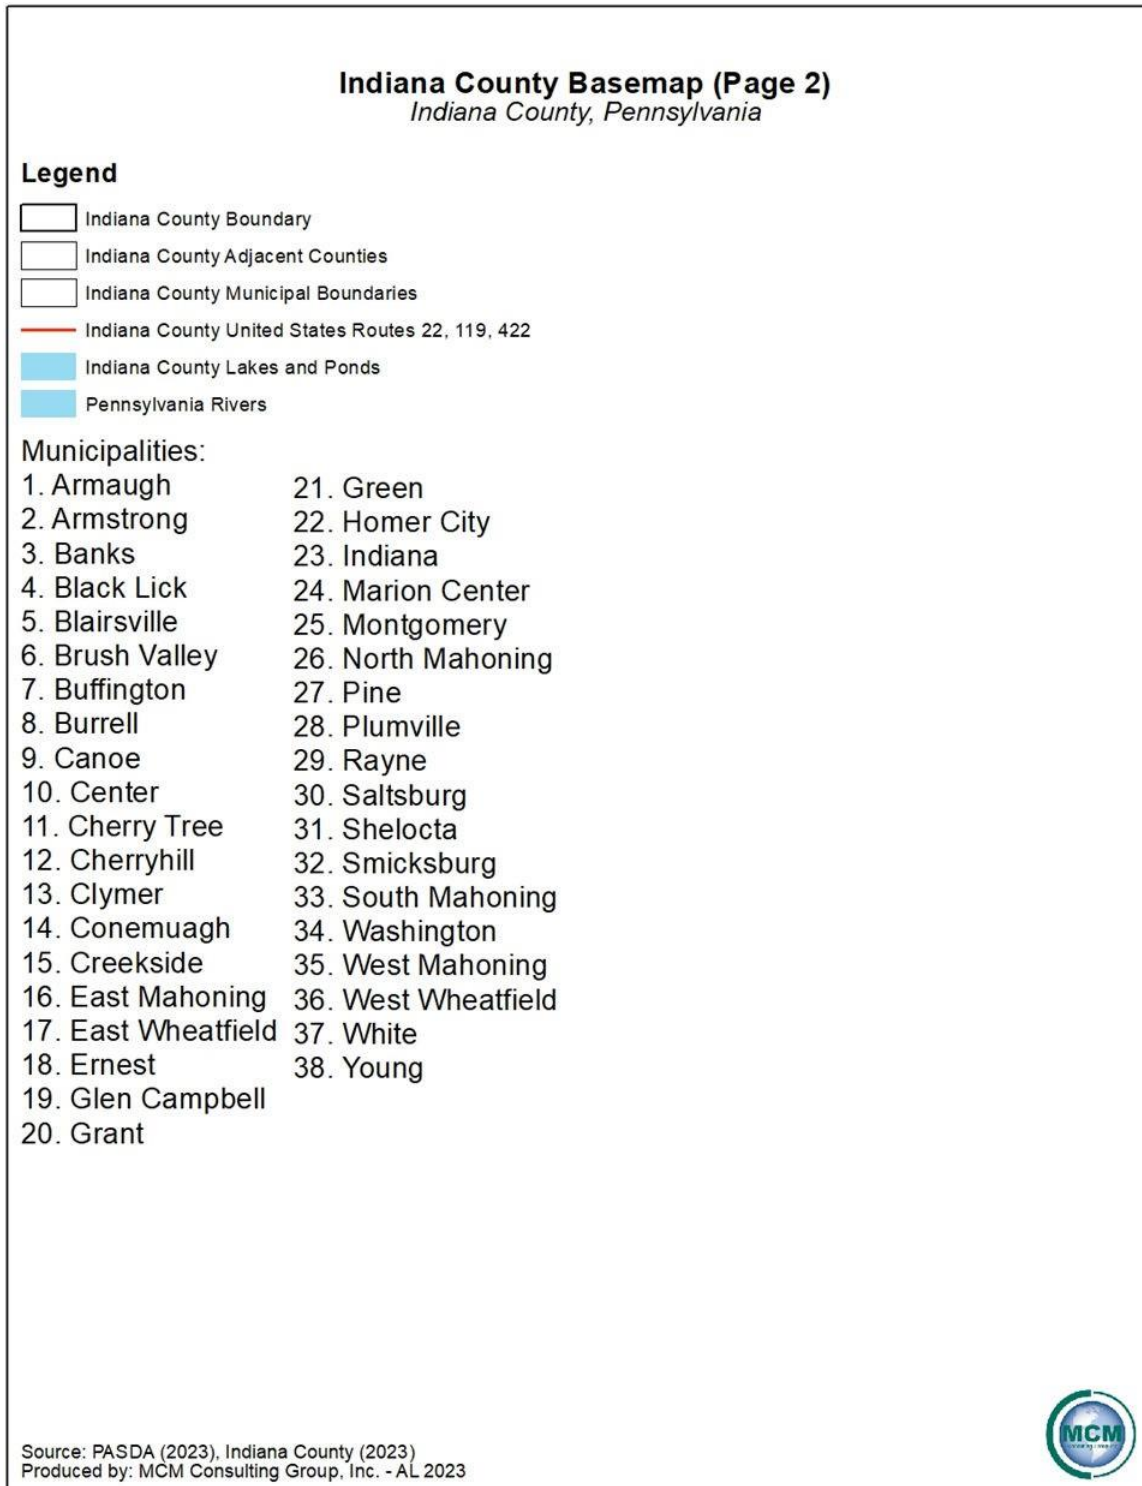 Indiana County Basemap (Page 2)
Indiana County, Pennsylvania
Legend
Indiana County Boundary
Indiana County Adjacent Counties
Indiana County Municipal Boundaries
Indiana County United States Routes 22, 119, 422
Indiana County Lakes and Ponds
Pennsylvania Rivers
Municipalities:
1. Armaugh
2. Armstrong
3. Banks
4. Black Lick
5. Blairsville
6. Brush Valley
7. Buffington
8. Burrell
9. Canoe
10. Center
11. Cherry Tree
12. Cherryhill
13. Clymer
14. Conemuagh
15. Creekside
16. East Mahoning
17. East Wheatfield
18. Ernest
19. Glen Campbell
20. Grant
21. Green
22. Homer City
23. Indiana
24. Marion Center
25. Montgomery
26. North Mahoning
27. Pine
28. Plumville
29. Rayne
30. Saltsburg
31. Shelocta
32. Smicksburg
33. South Mahoning
34. Washington
35. West Mahoning
36. West Wheatfield
37. White
38. Young
Source: PASDA (2023), Indiana County (2023)
Produced by: MCM Consulting Group, Inc. - AL 2023
MCM